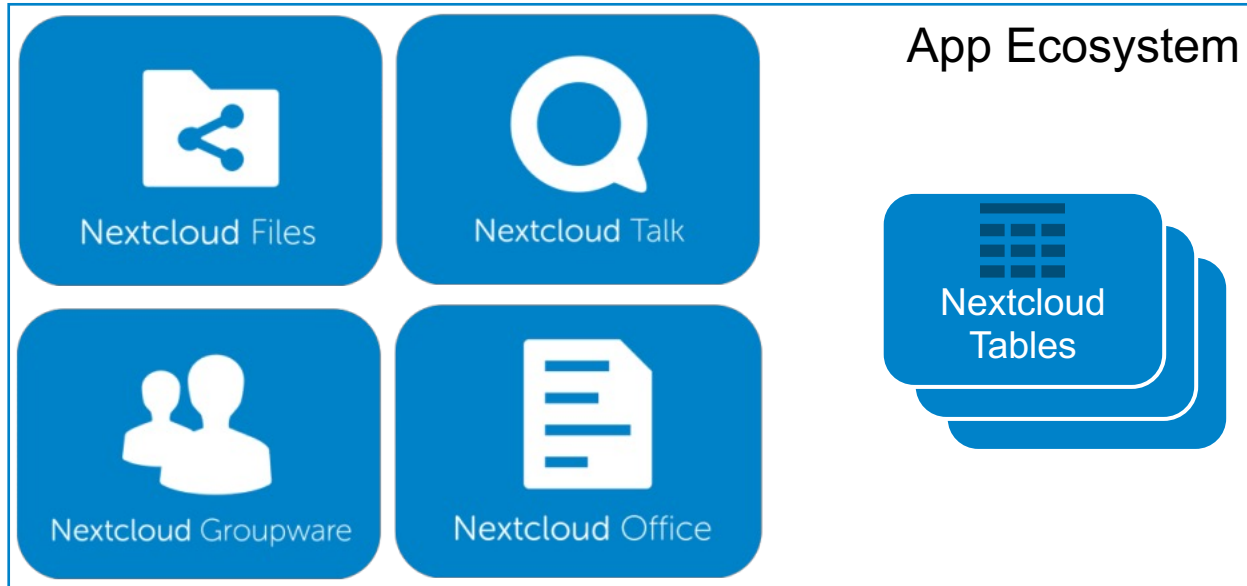 Nextcloud Files
Nextcloud Talk
Nextcloud Groupware
Nextcloud Office
App Ecosystem
Nextcloud
Tables